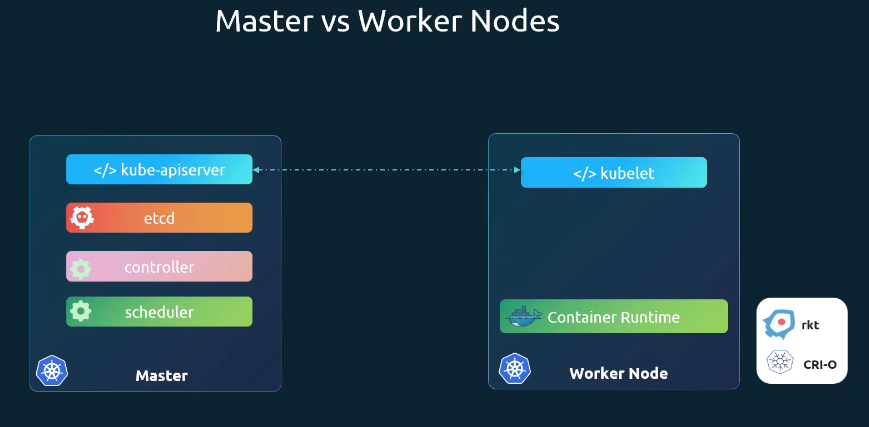 Master vs Worker Nodes
</> kube-apiserver
etcd
controller
scheduler
Master
</> kubelet
Container Runtime
Worker Node
rkt
CRI-O